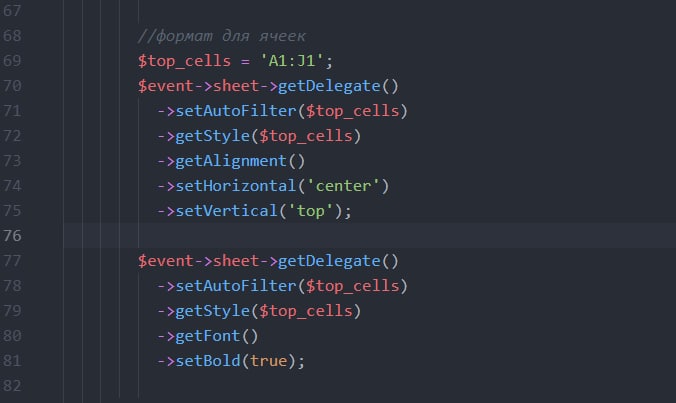 67
68 //формат для ячеек
69 $top_cells = 'A1:J1';
70 $event->sheet->getDelegate()
71 ->setAutoFilter($top_cells)
72 ->getStyle($top_cells)
73 ->getAlignment()
74 ->setHorizontal('center')
75 ->setVertical('top');
76
77 $event->sheet->getDelegate()
78 ->setAutoFilter($top_cells)
79 ->getStyle($top_cells)
80 ->getFont()
81 ->setBold(true);
82